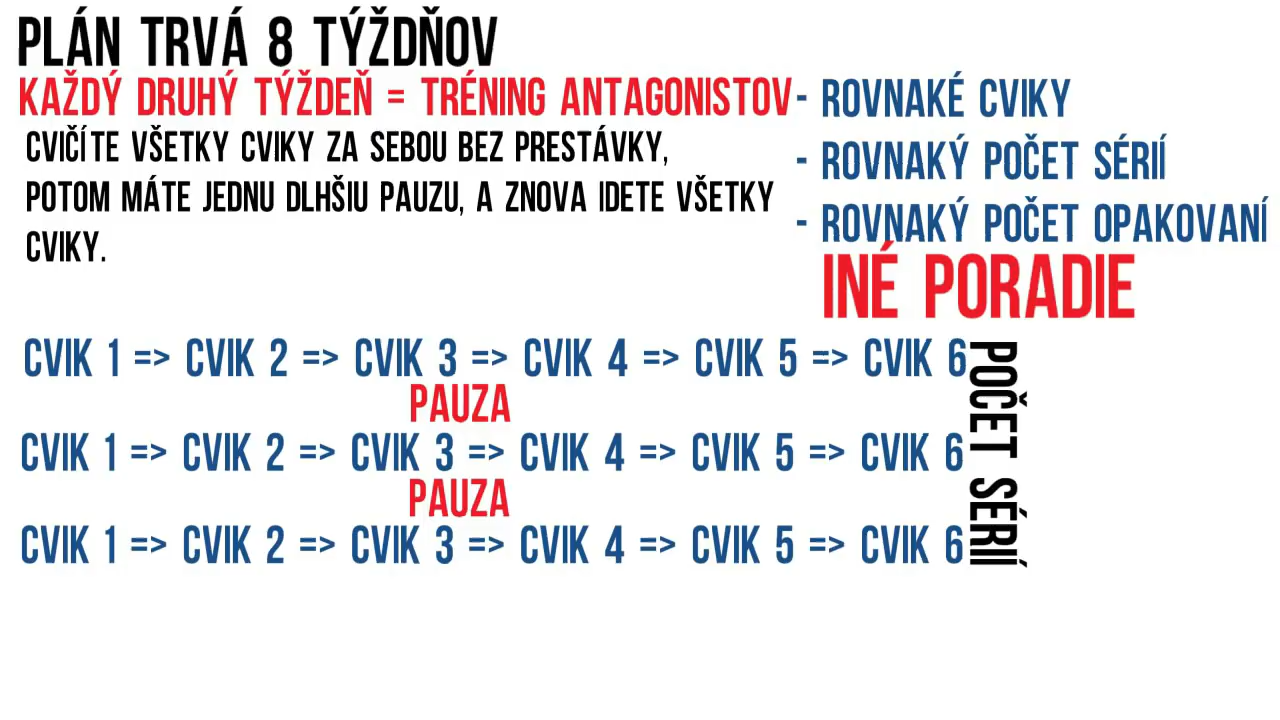 PLÁN TRVÁ 8 TÝŽDŇOV
KAŽDÝ DRUHÝ TÝŽDEŇ = TRÉNING ANTAGONISTOV
CVIČÍTE VŠETKY CVIKY ZA SEBOU BEZ PRESTÁVKY,
POTOM MÁTE JEDNU DLHŠIU PAUZU, A ZNOVA IDETE VŠETKY
CVIKY.
- ROVNAKÉ CVIKY
- ROVNAKÝ POČET SÉRIÍ
- ROVNAKÝ POČET OPAKOVANÍ
INÉ PORADIE
CVIK 1 => CVIK 2 => CVIK 3 => CVIK 4 => CVIK 5 => CVIK 6
PAUZA
CVIK 1 => CVIK 2 => CVIK 3 => CVIK 4 => CVIK 5 => CVIK 6
PAUZA
CVIK 1 => CVIK 2 => CVIK 3 => CVIK 4 => CVIK 5 => CVIK 6
POČET SÉRIÍ